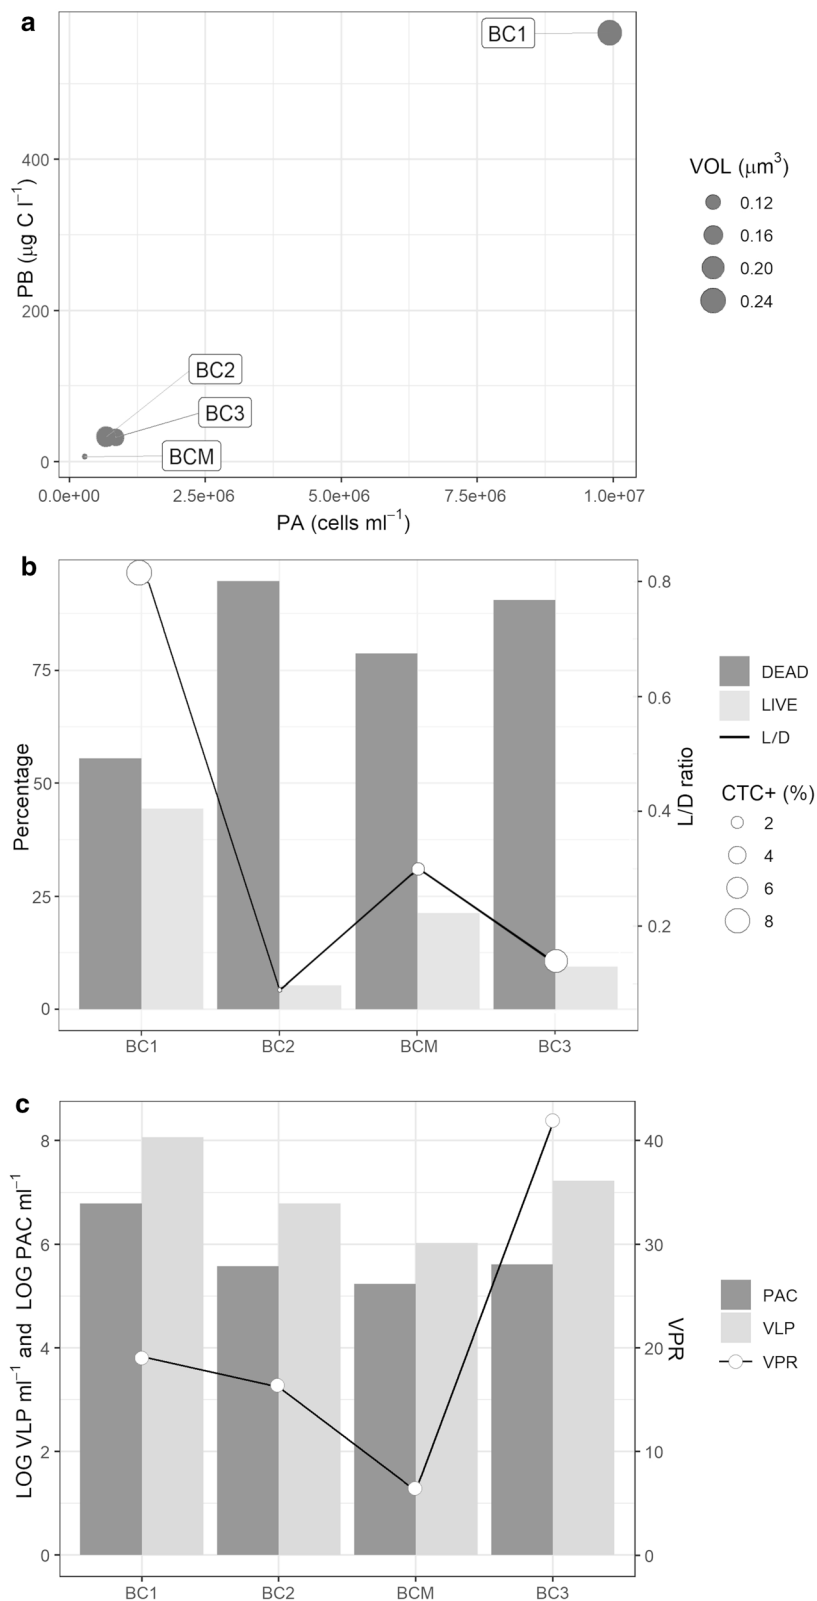 a
BC1
BC2
BC3
BCM
400
200
0
PB (μg C l⁻¹)
0.0e+00 2.5e+06 5.0e+06 7.5e+06 1.0e+07
PA (cells ml⁻¹)
VOL (μm³)
0.12
0.16
0.20
0.24
b
75
50
25
0
Percentage
0.8
0.6
0.4
0.2
L/D ratio
BC1 BC2 BCM BC3
DEAD
LIVE
L/D
CTC+ (%)
2
4
6
8
c
8
6
4
2
0
LOG VLP ml⁻¹ and LOG PAC ml⁻¹
40
30
20
10
0
VPR
BC1 BC2 BCM BC3
PAC
VLP
VPR